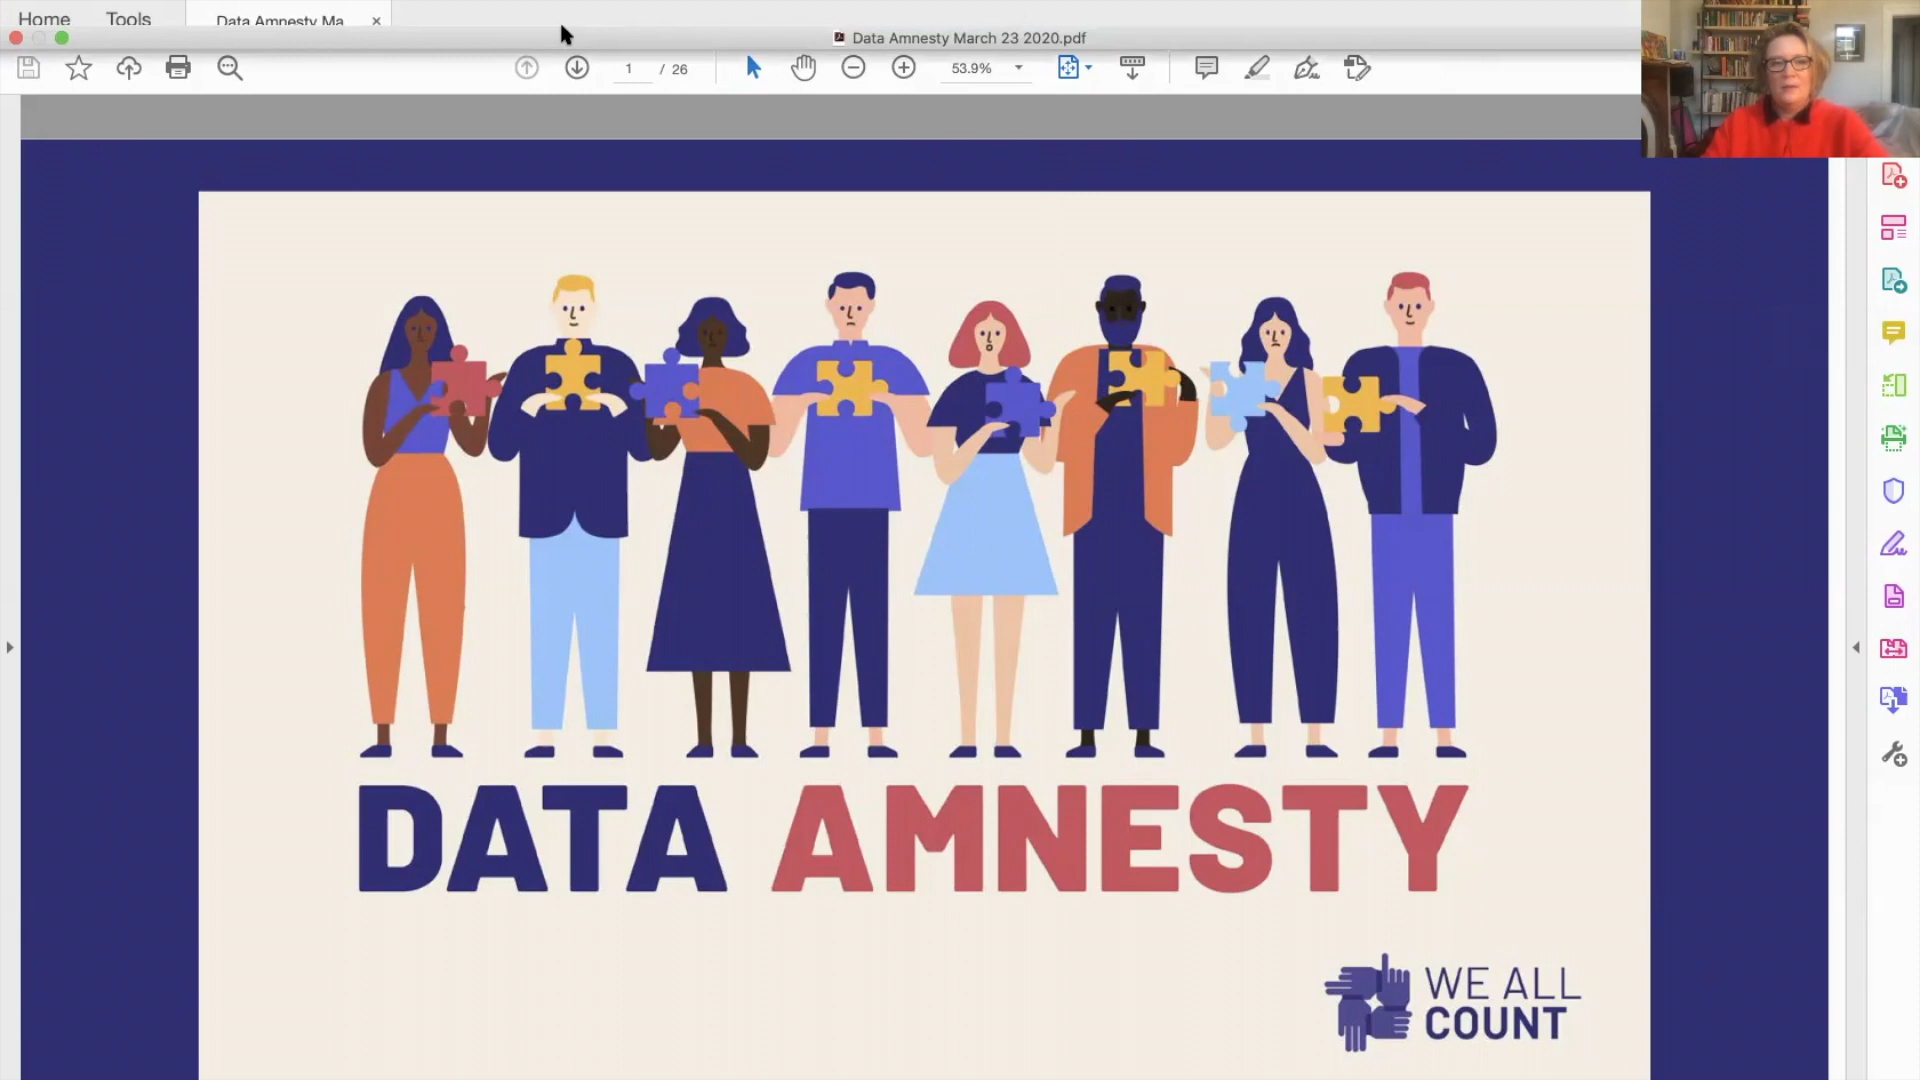 Home Tools Data Amnesty Ma... ×
Data Amnesty March 23 2020.pdf
1 / 26 53.9%
DATA AMNESTY
WE ALL
COUNT